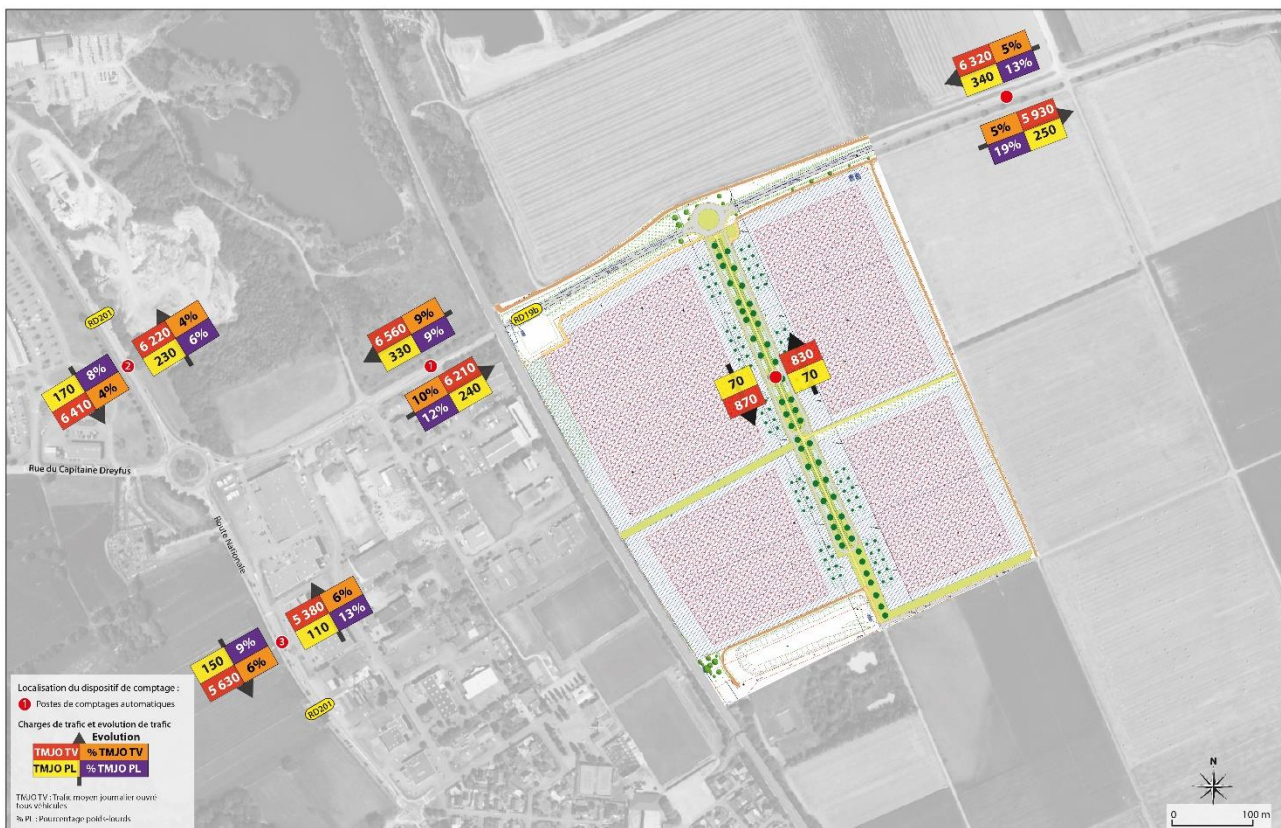 6 320 5%
340 13%
5% 5 930
19% 250
RD201
6 220 4%
230 6%
2
170 8%
6 410 4%
RD19b
6 560 9%
330 9%
1
10% 6 210
12% 240
830
70
70
870
Rue du Capitaine Dreyfus
Route Nationale
5 380 6%
110 13%
3
150 9%
5 630 6%
RD201
Localisation du dispositif de comptage :
1 Postes de comptages automatiques
Charges de trafic et evolution de trafic
Evolution
TMJO TV % TMJO TV
TMJO PL % TMJO PL
TMJO TV : Trafic moyen journalier ouvré
tous véhicules
% PL : Pourcentage poids-lourds
N
0 100 m